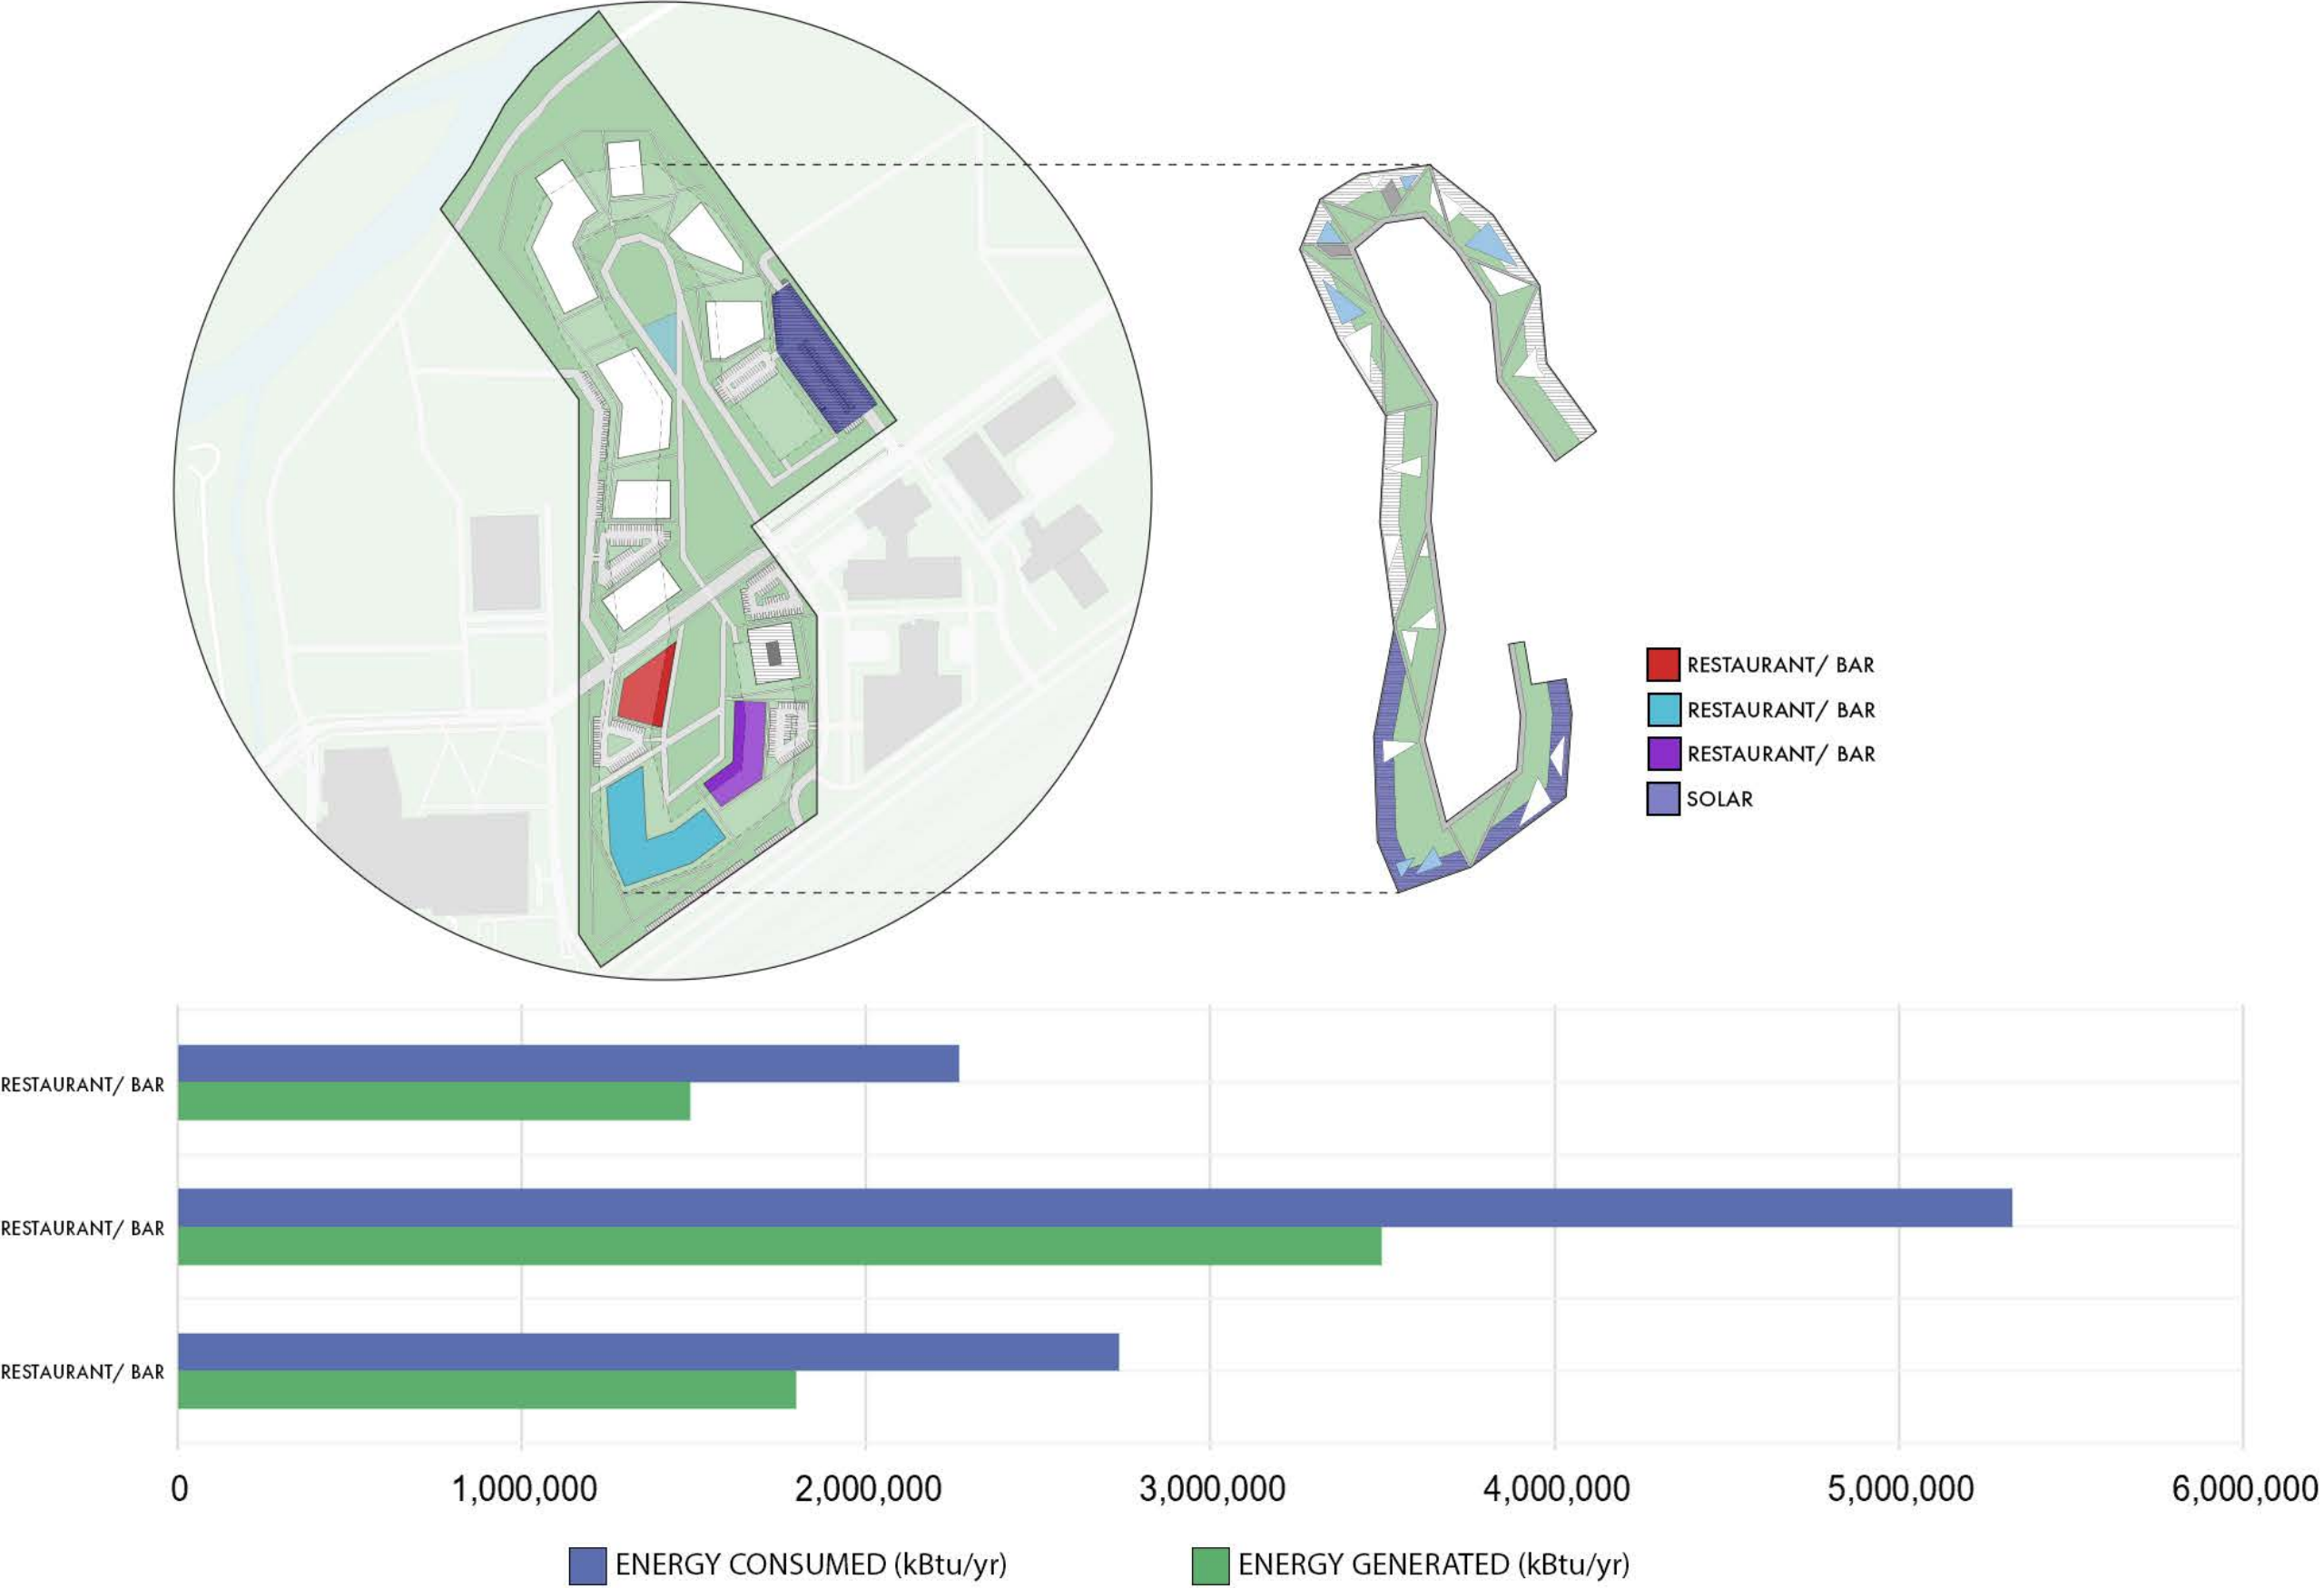 RESTAURANT/ BAR
RESTAURANT/ BAR
RESTAURANT/ BAR
SOLAR
RESTAURANT/ BAR
RESTAURANT/ BAR
RESTAURANT/ BAR
0 1,000,000 2,000,000 3,000,000 4,000,000 5,000,000 6,000,000
ENERGY CONSUMED (kBtu/yr) ENERGY GENERATED (kBtu/yr)